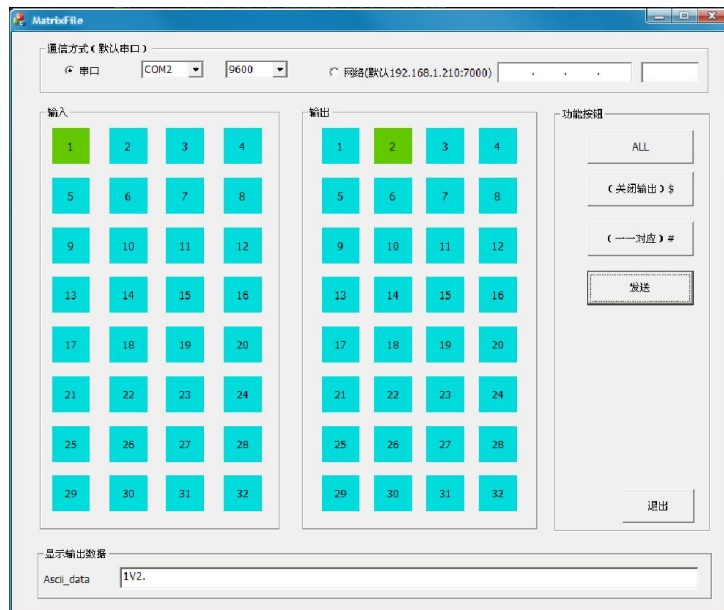 MatrixFile
通信方式(默认串口)
串口 COM2 9600 网络(默认192.168.1.210:7000) . . .
输入
1 2 3 4
5 6 7 8
9 10 11 12
13 14 15 16
17 18 19 20
21 22 23 24
25 26 27 28
29 30 31 32
输出
1 2 3 4
5 6 7 8
9 10 11 12
13 14 15 16
17 18 19 20
21 22 23 24
25 26 27 28
29 30 31 32
功能按钮
ALL
(关闭输出)$
(一一对应)#
发送
退出
显示输出数据
Ascii_data 1V2.